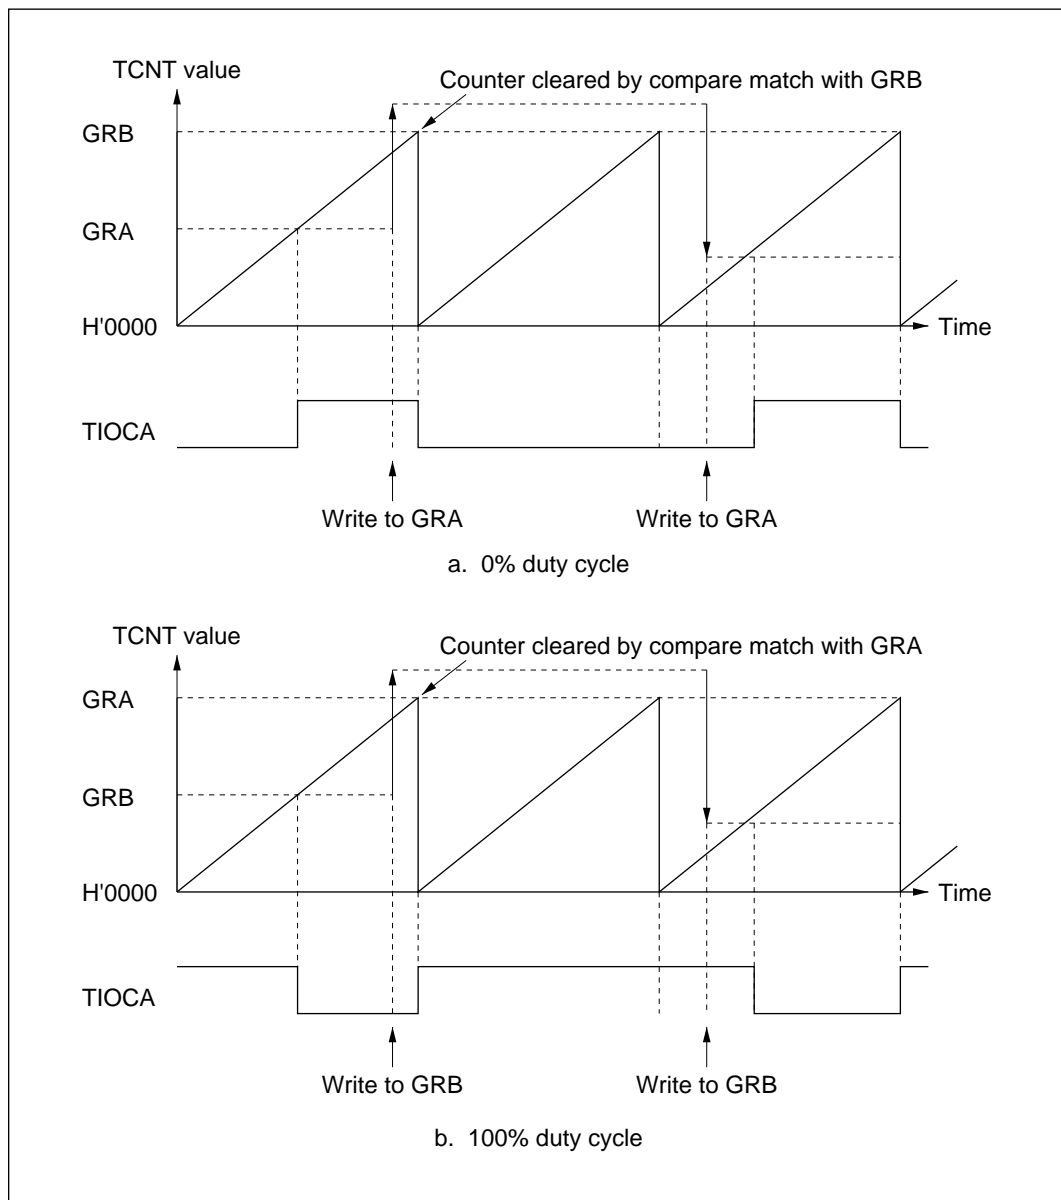 TCNT value
Counter cleared by compare match with GRB
GRB
GRA
H'0000
Time
TIOCA
Write to GRA
Write to GRA
a. 0% duty cycle
TCNT value
Counter cleared by compare match with GRA
GRA
GRB
H'0000
Time
TIOCA
Write to GRB
Write to GRB
b. 100% duty cycle